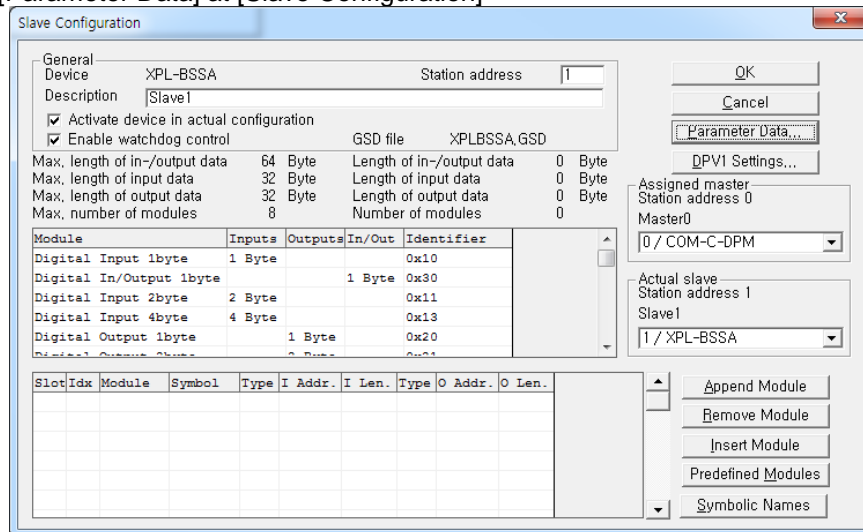 [Parameter Data] at [Slave Configuration]
Slave Configuration
General
Device XPL-BSSA Station address 1
Description Slave1
Activate device in actual configuration
Enable watchdog control GSD file XPLBSSA.GSD
Max. length of in-/output data 64 Byte Length of in-/output data 0 Byte
Max. length of input data 32 Byte Length of input data 0 Byte
Max. length of output data 32 Byte Length of output data 0 Byte
Max. number of modules 8 Number of modules 0
OK
Cancel
Parameter Data...
DPV1 Settings...
Assigned master
Station address 0
Master0
0 / COM-C-DPM
Actual slave
Station address 1
Slave1
1 / XPL-BSSA
Module Inputs Outputs In/Out Identifier
Digital Input 1byte 1 Byte 0x10
Digital In/Output 1byte 1 Byte 0x30
Digital Input 2byte 2 Byte 0x11
Digital Input 4byte 4 Byte 0x13
Digital Output 1byte 1 Byte 0x20
Digital Output 2byte 2 Byte 0x21
Slot Idx Module Symbol Type I Addr. I Len. Type O Addr. O Len.
Append Module
Remove Module
Insert Module
Predefined Modules
Symbolic Names